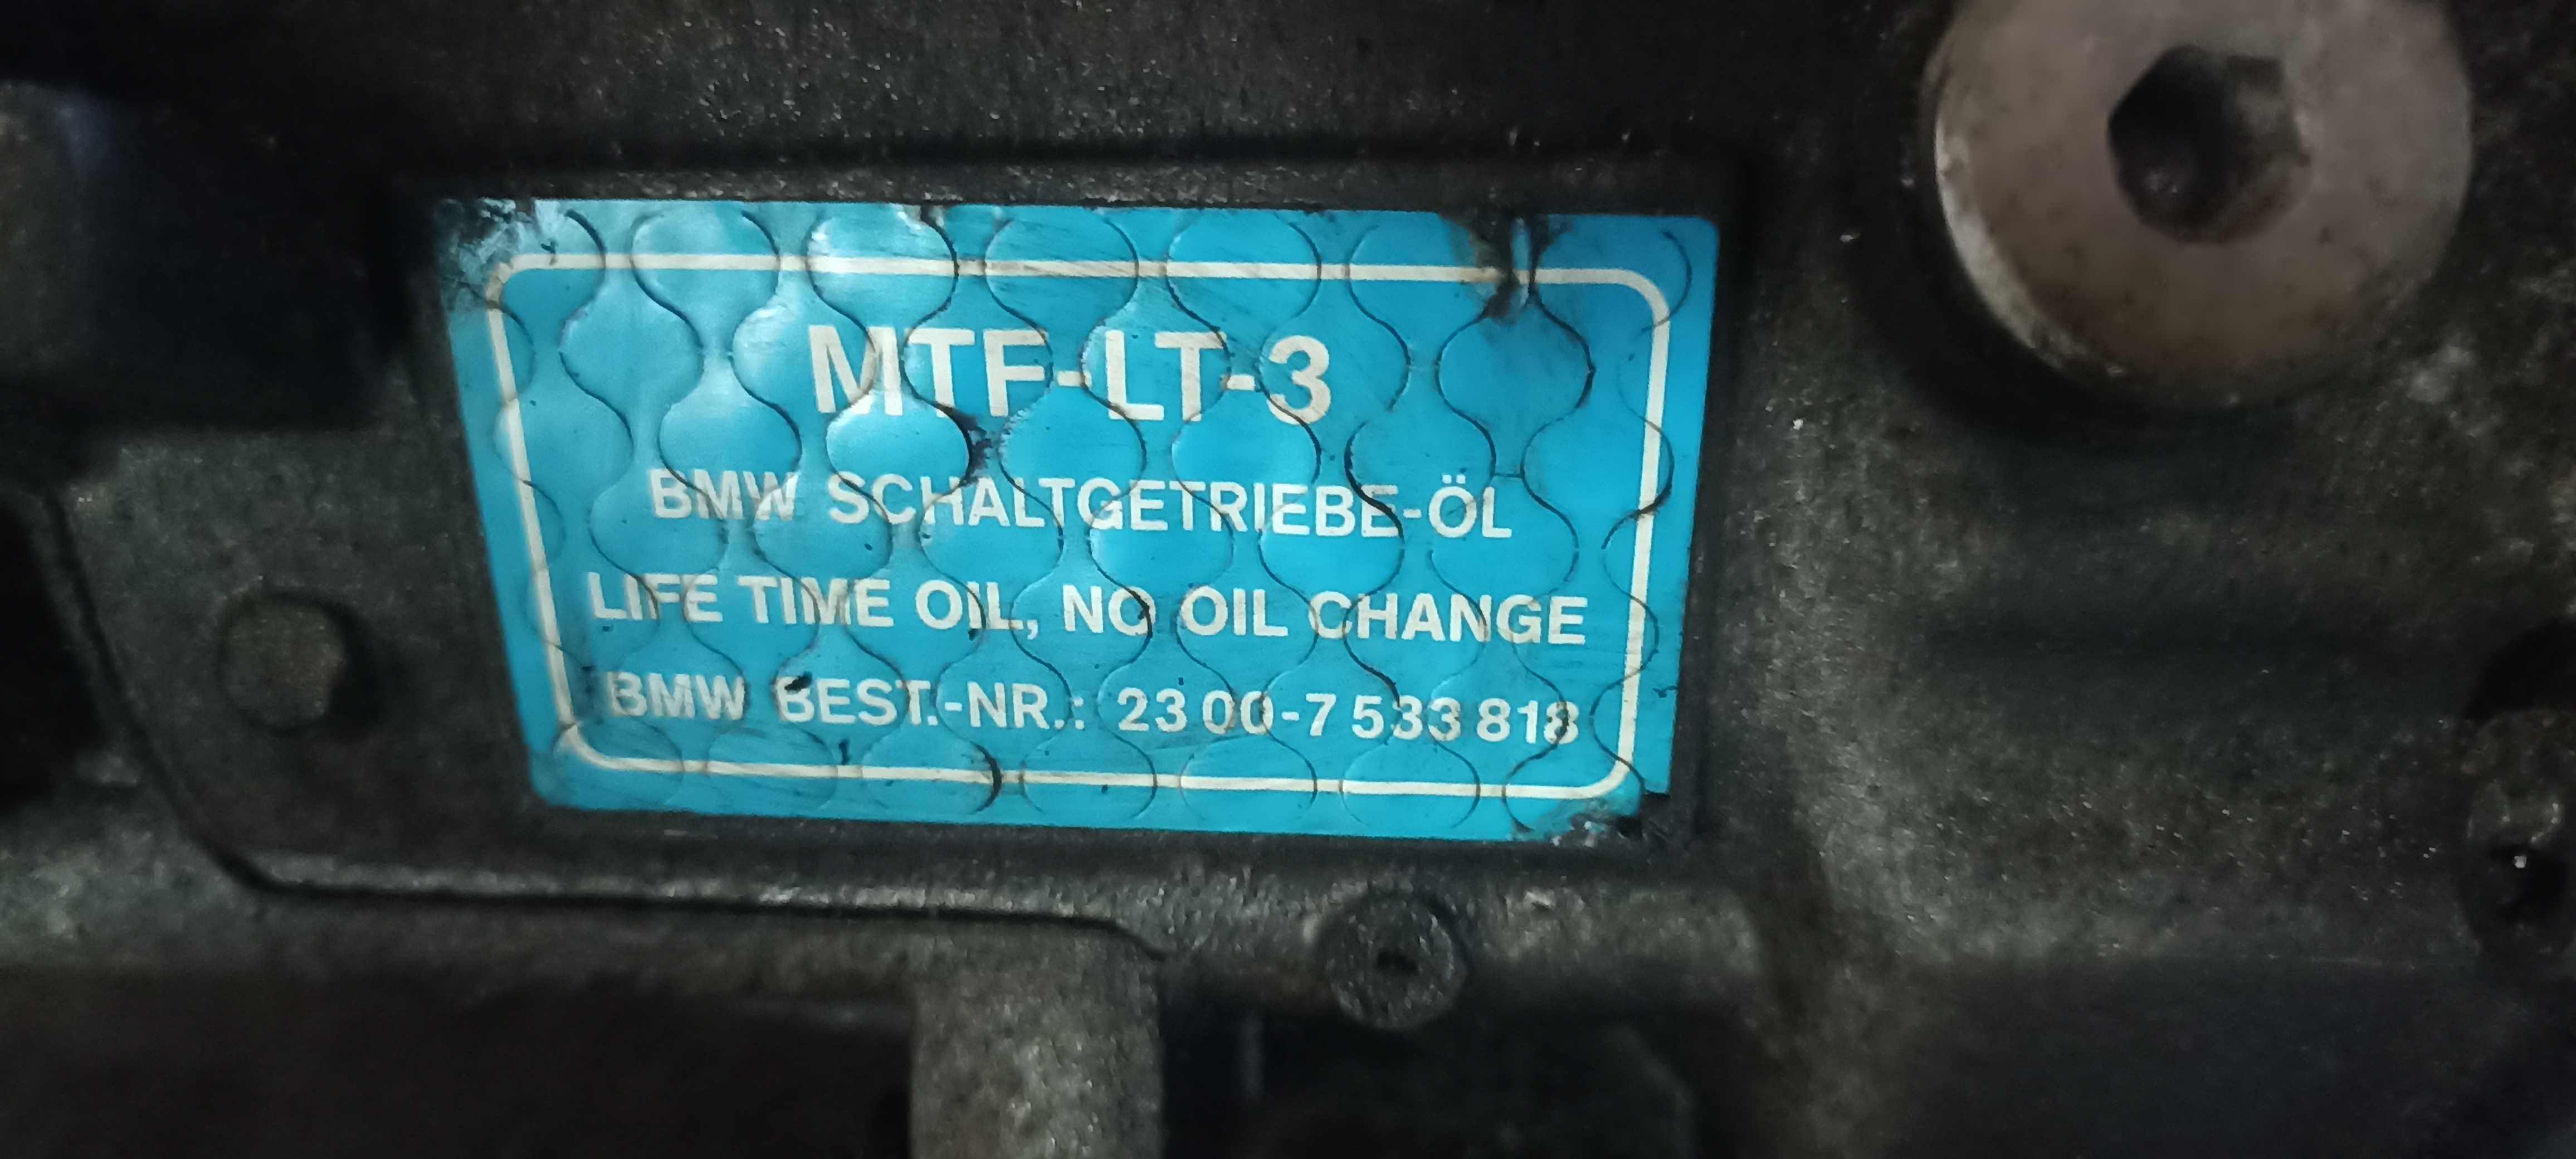 MTF-LT-3
BMW SCHALTGETRIEBE-ÖL
LIFE TIME OIL, NO OIL CHANGE
BMW BEST.-NR.: 23 00-7 533 818